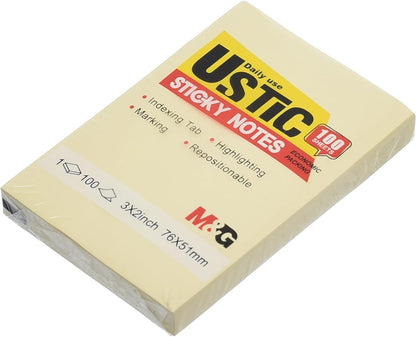 Daily use
USTIC
STICKY NOTES
100
SHEETS
ECONOMIC
PACKING
• Indexing Tab • Highlighting
• Marking • Repositionable
1 100 3X2inch 76X51mm
M&G